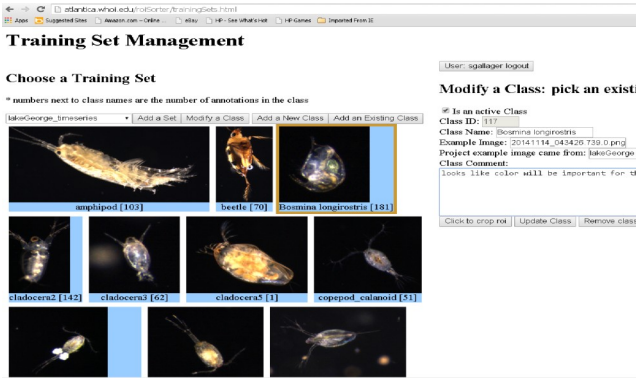 atlantica.whoi.edu/roiSorter/trainingSets.html
Apps Suggested Sites Amazon.com – Online ... eBay HP - See What's Hot HP Games Imported From IE
Training Set Management
User: sgallager logout
Choose a Training Set
* numbers next to class names are the number of annotations in the class
lakeGeorge_timeseries Add a Set Modify a Class Add a New Class Add an Existing Class
amphipod [103] beetle [70] Bosmina longirostris [181]
cladocera2 [142] cladocera3 [62] cladocera5 [1] copepod_calanoid [51]
Modify a Class: pick an exist
Is an active Class
Class ID: 117
Class Name: Bosmina longirostris
Example Image: 20141114_043426.739.0.png
Project example image came from: lakeGeorge
Class Comment:
looks like color will be important for th
Click to crop roi Update Class Remove class